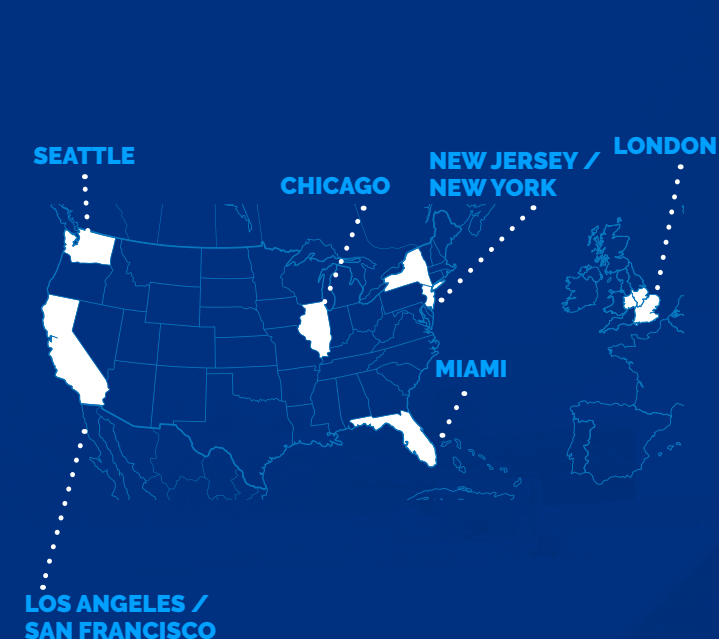 SEATTLE
CHICAGO
NEW JERSEY /
NEW YORK
LONDON
MIAMI
LOS ANGELES /
SAN FRANCISCO